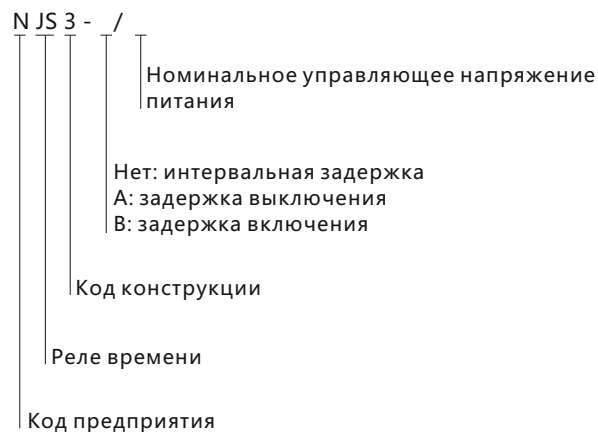 N JS 3 - _ / _
Номинальное управляющее напряжение
питания
Нет: интервальная задержка
А: задержка выключения
В: задержка включения
Код конструкции
Реле времени
Код предприятия